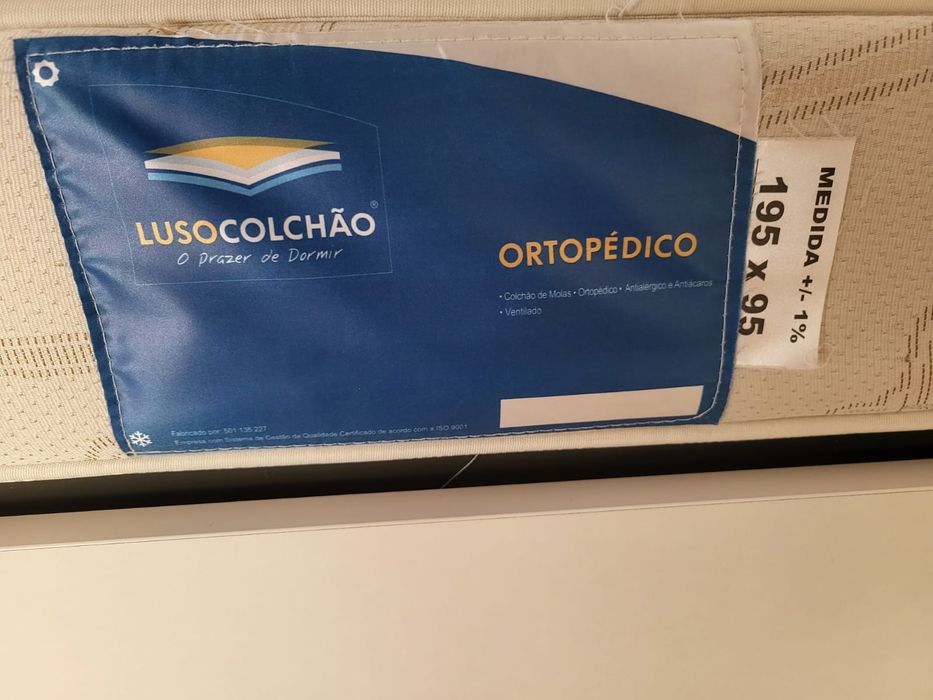 LUSOCOLCHÃO®
O Prazer de Dormir
ORTOPÉDICO
• Colchão de Molas • Ortopédico • Antialérgico e Antiácaros
• Ventilado
Fabricado por: 501 135 227
Empresa com Sistema de Gestão da Qualidade Certificado de acordo com a ISO 9001
MEDIDA +/- 1%
195 x 95